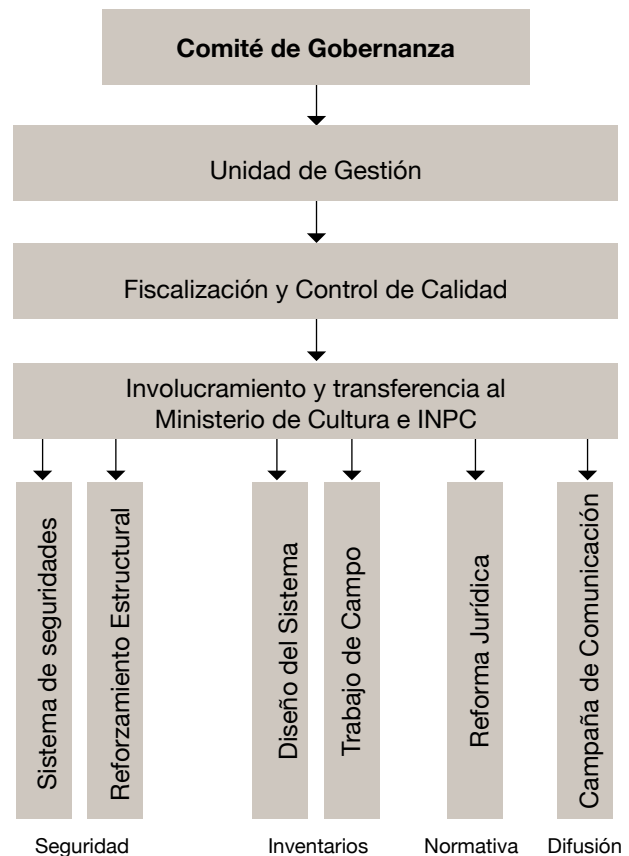 Comité de Gobernanza
Unidad de Gestión
Fiscalización y Control de Calidad
Involucramiento y transferencia al
Ministerio de Cultura e INPC
Sistema de seguridades
Reforzamiento Estructural
Diseño del Sistema
Trabajo de Campo
Reforma Jurídica
Campaña de Comunicación
Seguridad
Inventarios
Normativa
Difusión